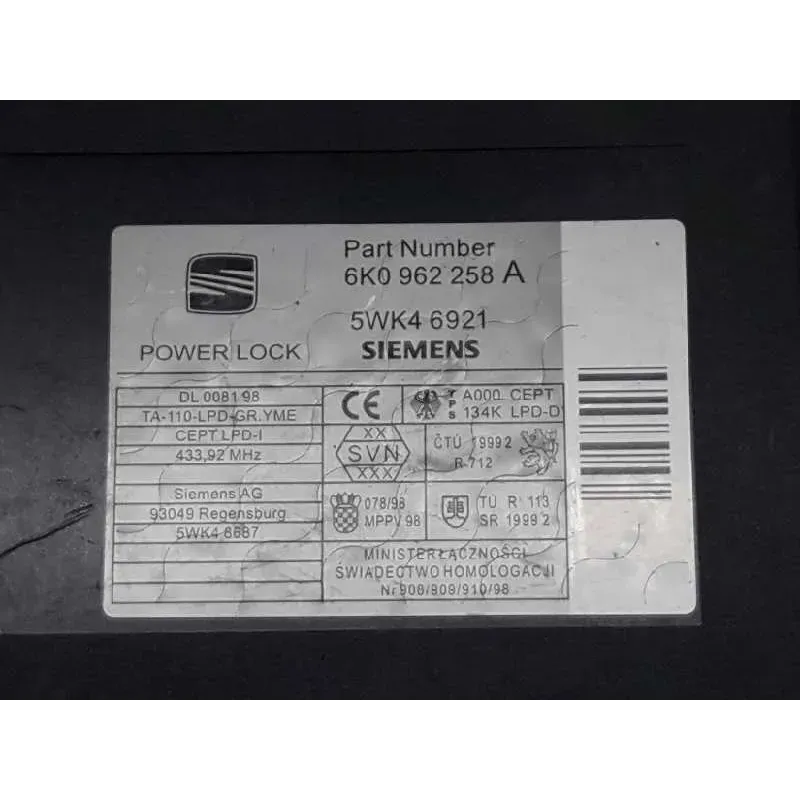 Part Number
6K0 962 258 A
5WK4 6921
POWER LOCK
SIEMENS
DL 008198
TA-110-LPD-GR.YME
CEPT LPD-I
433,92 MHz
Siemens AG
93049 Regensburg
5WK4 8687
CE
T P S
A000 CEPT
134K LPD-D
XX
SVN
XXX
ČTÚ 1999 2
R 712
078/98
MPPV 98
TÚ R 113
SR 1999 2
MINISTER ŁĄCZNOŚCI
ŚWIADECTWO HOMOLOGACJI
Nr 908/909/910/98